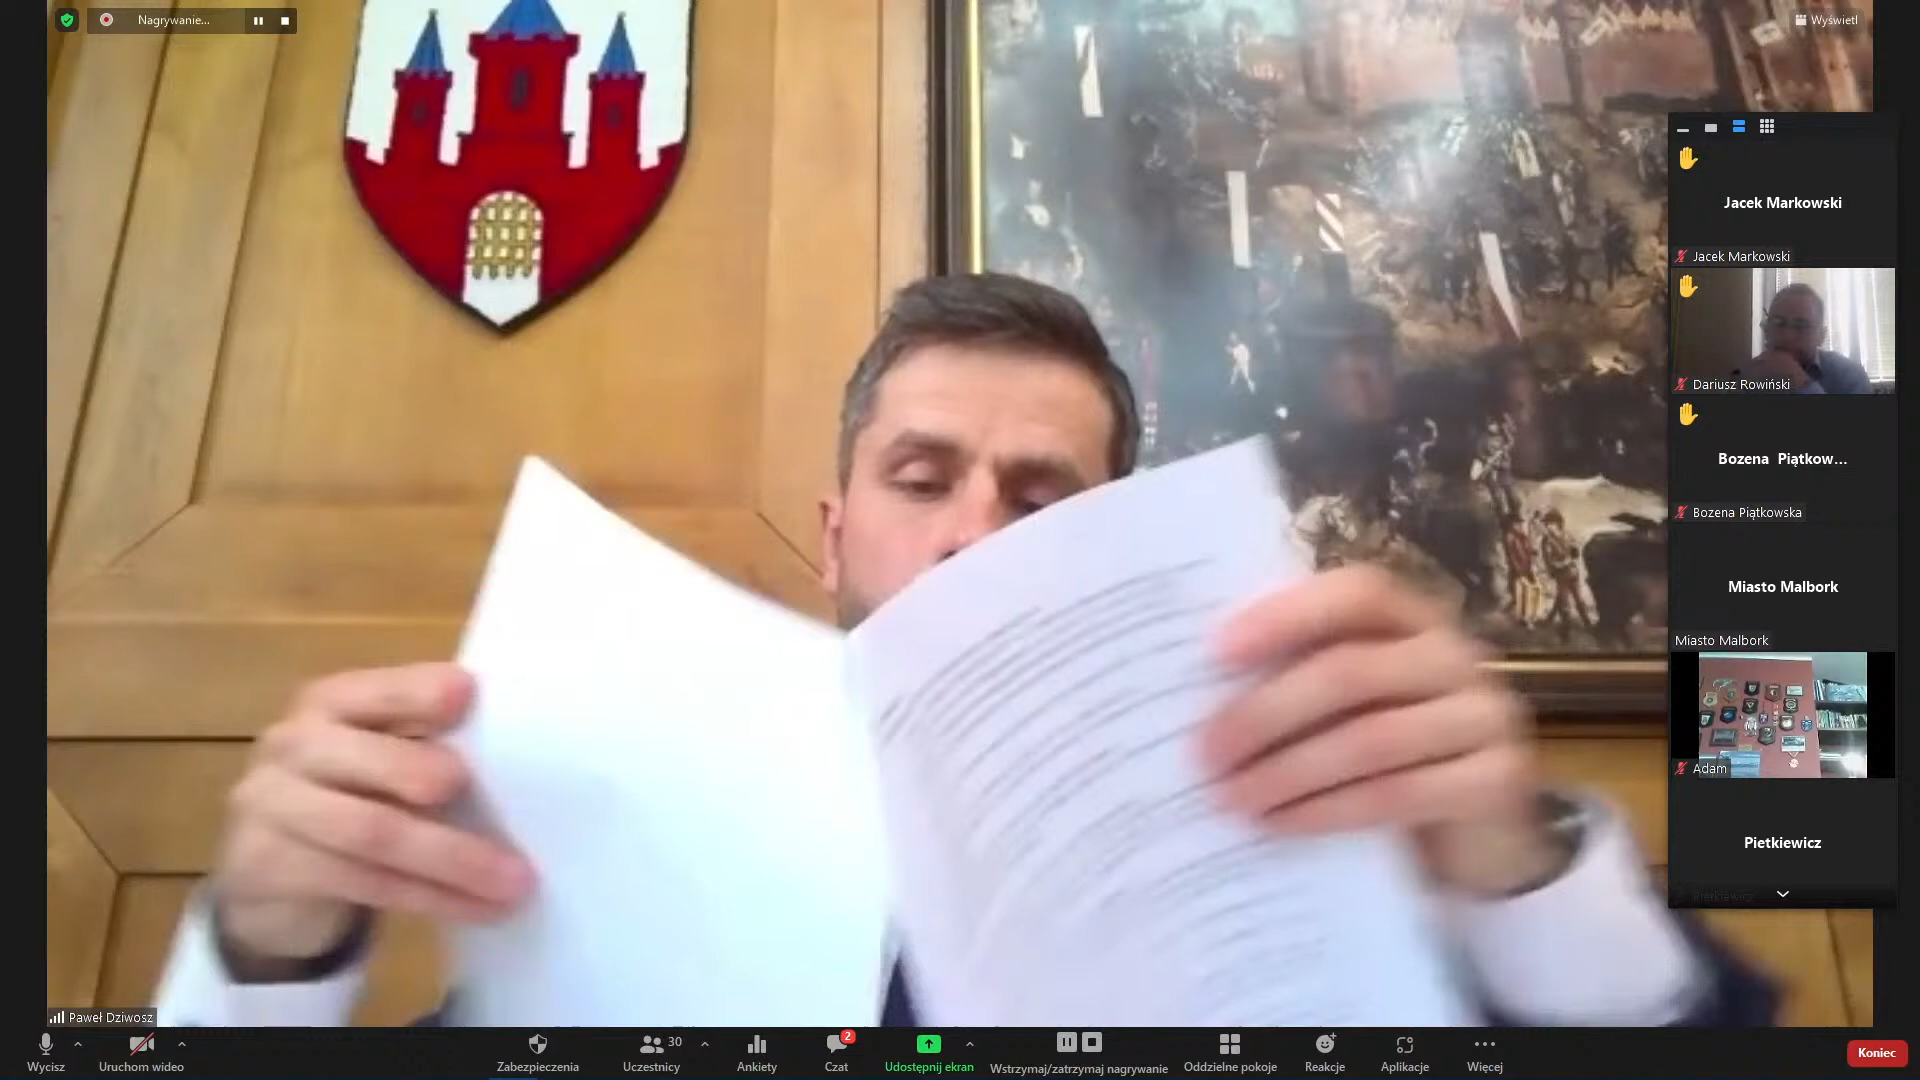 Nagrywanie...
Wyświetl
Jacek Markowski
Jacek Markowski
Dariusz Rowiński
Bozena Piątkow...
Bozena Piątkowska
Miasto Malbork
Miasto Malbork
Adam
Pietkiewicz
Pietkiewicz
Paweł Dziwosz
Wycisz
Uruchom wideo
Zabezpieczenia
30
Uczestnicy
Ankiety
2
Czat
Udostępnij ekran
Wstrzymaj/zatrzymaj nagrywanie
Oddzielne pokoje
Reakcje
Aplikacje
Więcej
Koniec